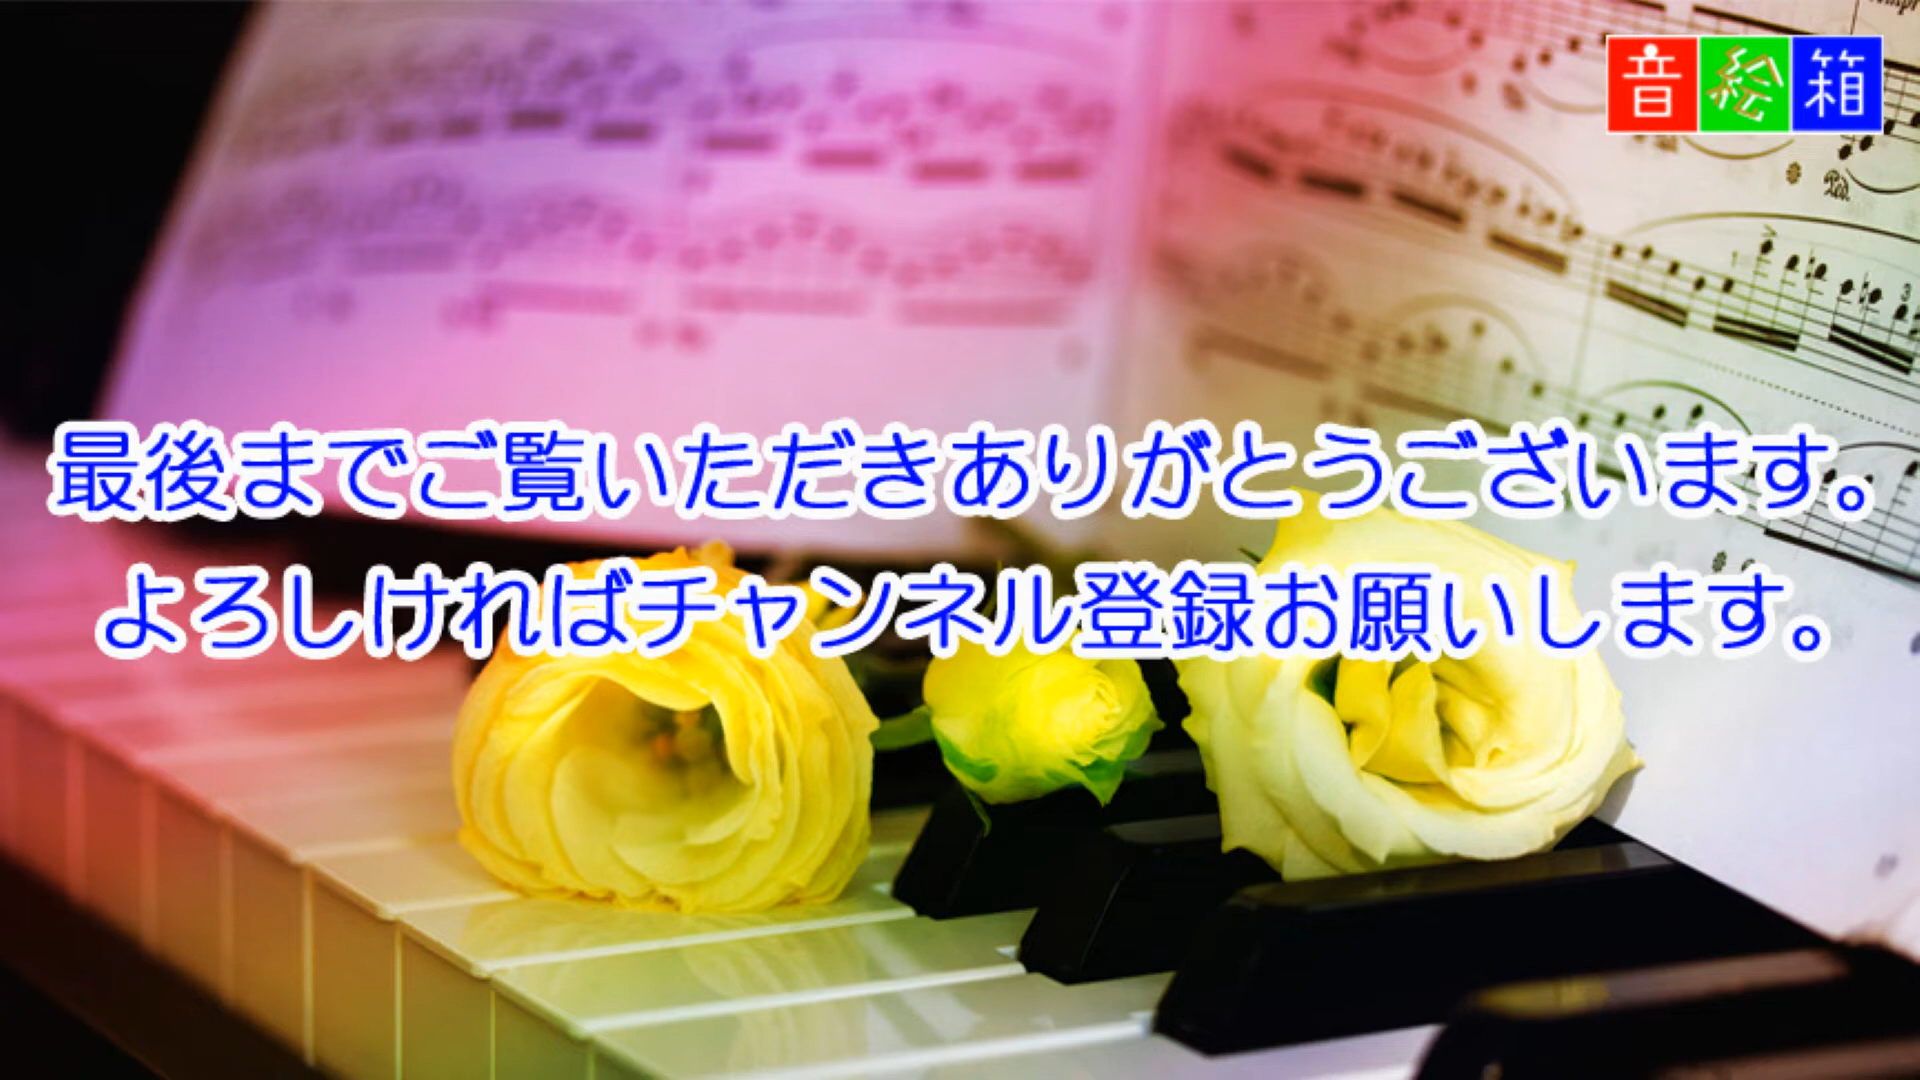 音絵箱
最後までご覧いただきありがとうございます。
よろしければチャンネル登録お願いします。